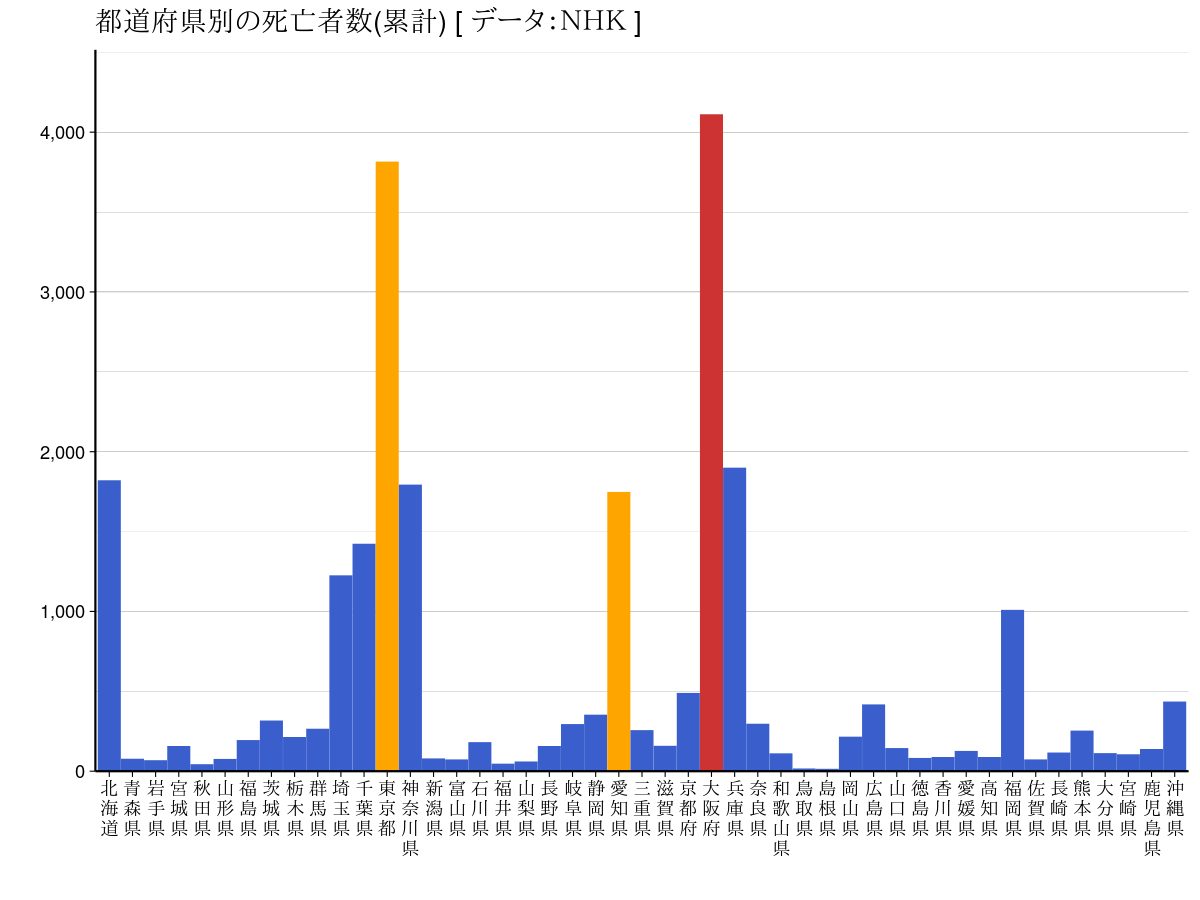 都道府県別の死亡者数(累計) [ データ:NHK ]
4,000
3,000
2,000
1,000
0
北海道
青森県
岩手県
宮城県
秋田県
山形県
福島県
茨城県
栃木県
群馬県
埼玉県
千葉県
東京都
神奈川県
新潟県
富山県
石川県
福井県
山梨県
長野県
岐阜県
静岡県
愛知県
三重県
滋賀県
京都府
大阪府
兵庫県
奈良県
和歌山県
鳥取県
島根県
岡山県
広島県
山口県
徳島県
香川県
愛媛県
高知県
福岡県
佐賀県
長崎県
熊本県
大分県
宮崎県
鹿児島県
沖縄県